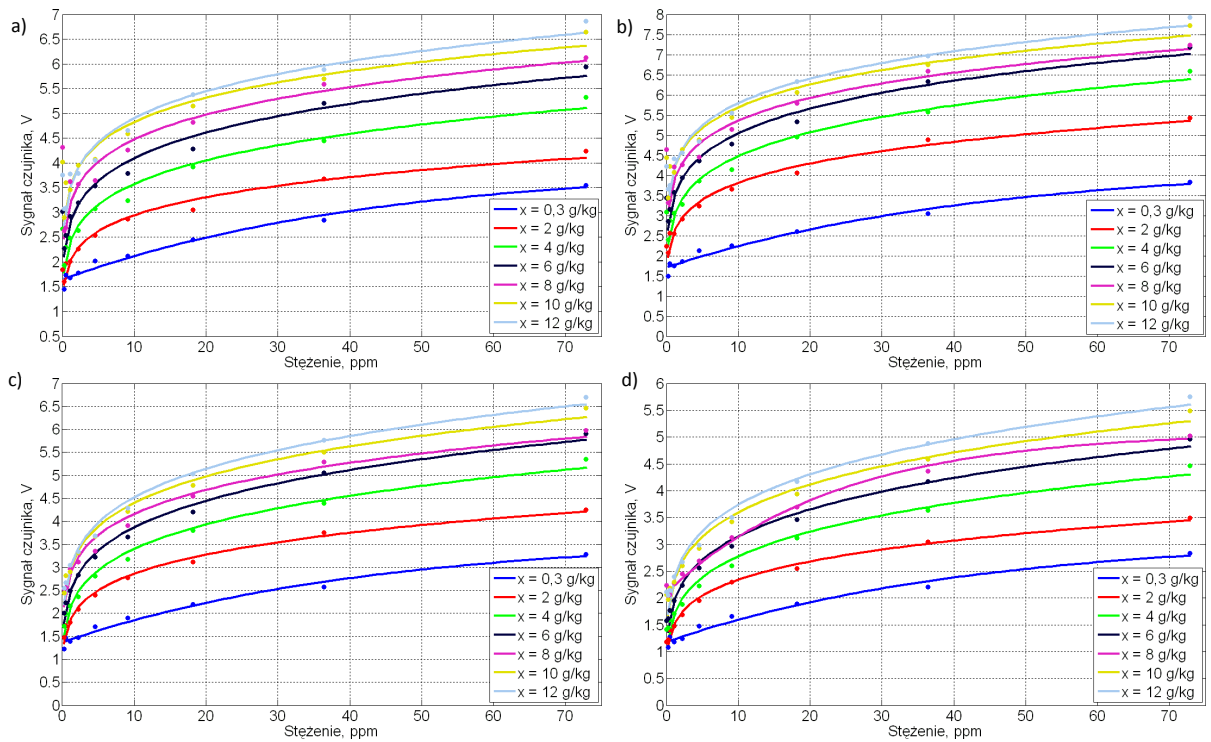 a)
7
6.5
6
5.5
5
4.5
4
3.5
3
2.5
2
1.5
1
0.5
Sygnał czujnika, V
0 10 20 30 40 50 60 70
Stężenie, ppm
x = 0,3 g/kg
x = 2 g/kg
x = 4 g/kg
x = 6 g/kg
x = 8 g/kg
x = 10 g/kg
x = 12 g/kg
b)
8
7.5
7
6.5
6
5.5
5
4.5
4
3.5
3
2.5
2
1.5
1
0.5
0
Sygnał czujnika, V
0 10 20 30 40 50 60 70
Stężenie, ppm
x = 0,3 g/kg
x = 2 g/kg
x = 4 g/kg
x = 6 g/kg
x = 8 g/kg
x = 10 g/kg
x = 12 g/kg
c)
7
6.5
6
5.5
5
4.5
4
3.5
3
2.5
2
1.5
1
0.5
0
Sygnał czujnika, V
0 10 20 30 40 50 60 70
Stężenie, ppm
x = 0,3 g/kg
x = 2 g/kg
x = 4 g/kg
x = 6 g/kg
x = 8 g/kg
x = 10 g/kg
x = 12 g/kg
d)
6
5.5
5
4.5
4
3.5
3
2.5
2
1.5
1
0.5
0
Sygnał czujnika, V
0 10 20 30 40 50 60 70
Stężenie, ppm
x = 0,3 g/kg
x = 2 g/kg
x = 4 g/kg
x = 6 g/kg
x = 8 g/kg
x = 10 g/kg
x = 12 g/kg